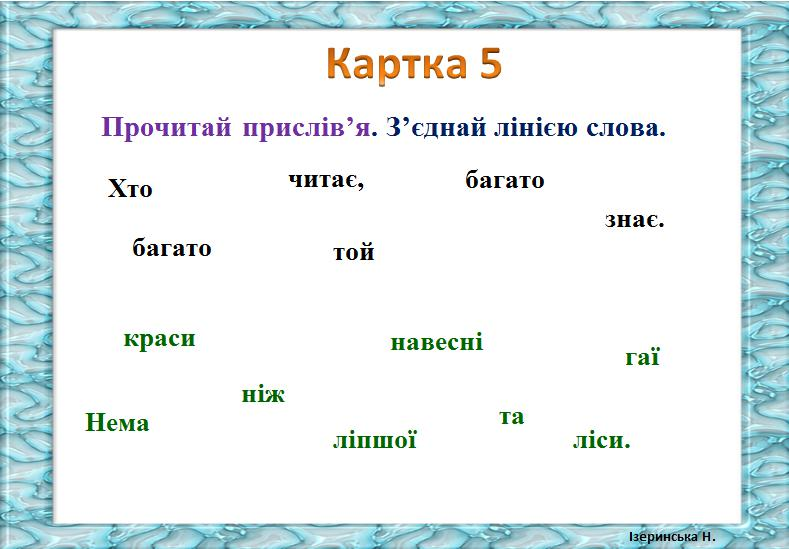 Картка 5
Прочитай прислів’я. З’єднай лінією слова.
Хто читає, багато
знає.
багато той
краси навесні
гаї
ніж
Нема та
ліпшої ліси.
Ізеринська Н.